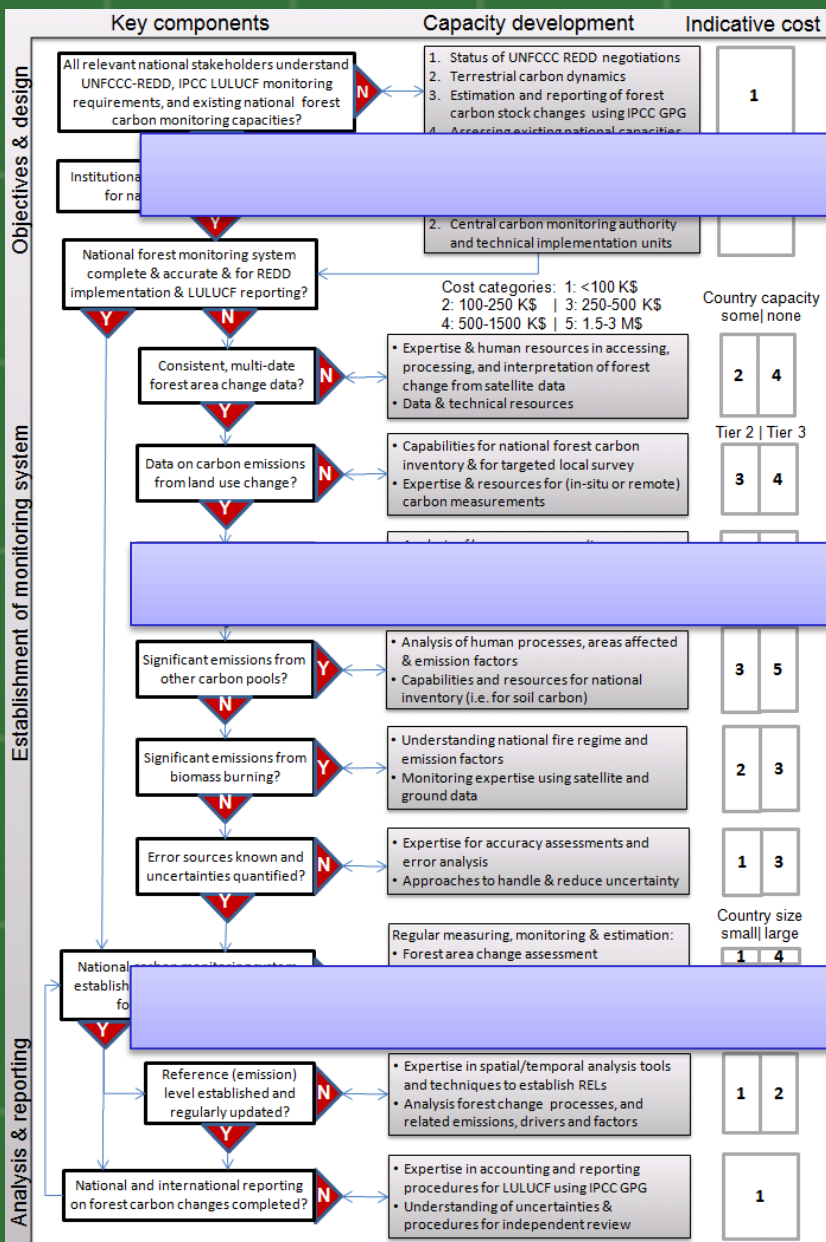 Key components
Capacity development
Indicative cost
Objectives & design
All relevant national stakeholders understand
UNFCCC-REDD, IPCC LULUCF monitoring
requirements, and existing national forest
carbon monitoring capacities?
N
1. Status of UNFCCC REDD negotiations
2. Terrestrial carbon dynamics
3. Estimation and reporting of forest
carbon stock changes using IPCC GPG
4. Assessing existing national capacities
1
Institutional
for
Y
2. Central carbon monitoring authority
and technical implementation units
National forest monitoring system
complete & accurate & for REDD
implementation & LULUCF reporting?
Y
N
Cost categories: 1: <100 K$
2: 100-250 K$ | 3: 250-500 K$
4: 500-1500 K$ | 5: 1.5-3 M$
Country capacity
some| none
Establishment of monitoring system
Consistent, multi-date
forest area change data?
N
Y
• Expertise & human resources in accessing,
processing, and interpretation of forest
change from satellite data
• Data & technical resources
2
4
Tier 2 | Tier 3
Data on carbon emissions
from land use change?
N
Y
• Capabilities for national forest carbon
inventory & for targeted local survey
• Expertise & resources for (in-situ or remote)
carbon measurements
3
4
Significant emissions from
other carbon pools?
Y
N
• Analysis of human processes, areas affected
& emission factors
• Capabilities and resources for national
inventory (i.e. for soil carbon)
3
5
Significant emissions from
biomass burning?
Y
N
• Understanding national fire regime and
emission factors
• Monitoring expertise using satellite and
ground data
2
3
Error sources known and
uncertainties quantified?
N
Y
• Expertise for accuracy assessments and
error analysis
• Approaches to handle & reduce uncertainty
1
3
Country size
small| large
National carbon monitoring system
Y
Regular measuring, monitoring & estimation:
• Forest area change assessment
1
4
Analysis & reporting
Reference (emission)
level established and
regularly updated?
N
Y
• Expertise in spatial/temporal analysis tools
and techniques to establish RELs
• Analysis forest change processes, and
related emissions, drivers and factors
1
2
National and international reporting
on forest carbon changes completed?
N
• Expertise in accounting and reporting
procedures for LULUCF using IPCC GPG
• Understanding of uncertainties &
procedures for independent review
1